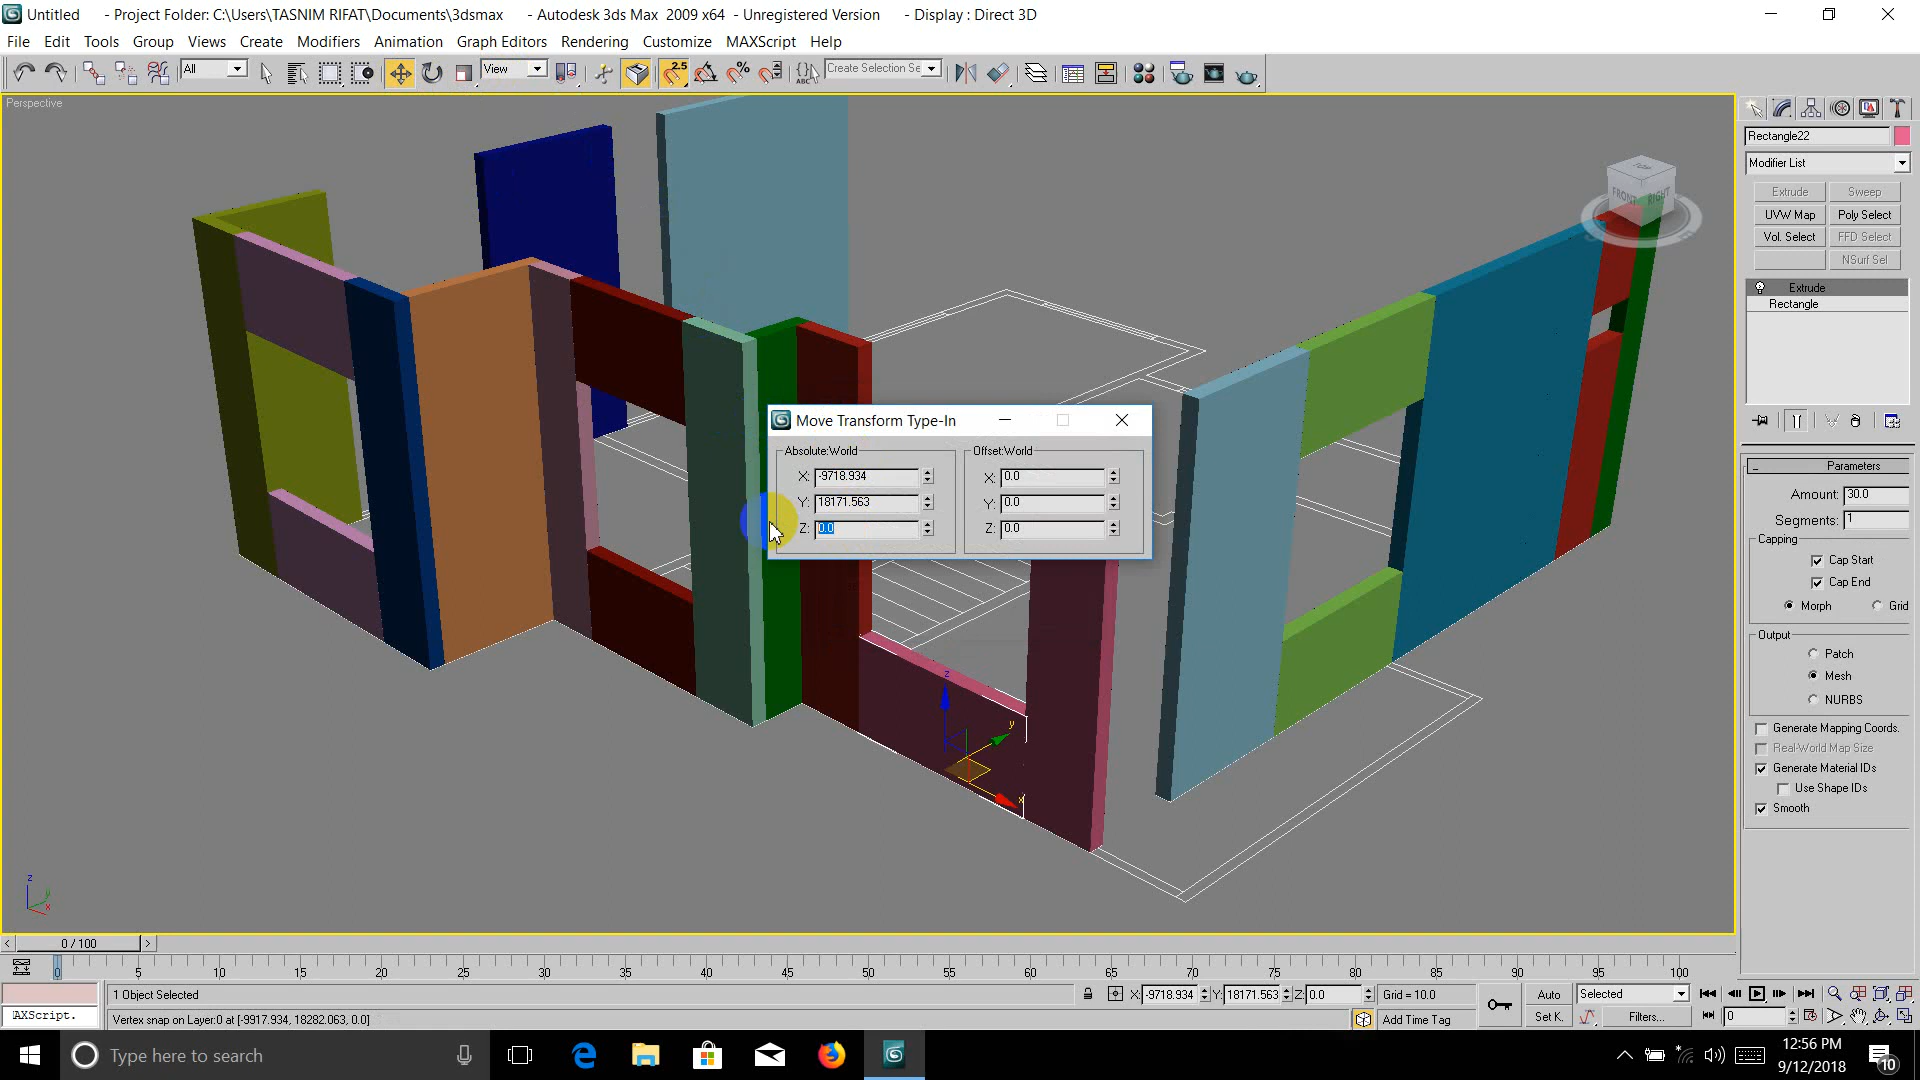 Untitled - Project Folder: C:\Users\TASNIM RIFAT\Documents\3dsmax - Autodesk 3ds Max 2009 x64 - Unregistered Version - Display : Direct 3D
File Edit Tools Group Views Create Modifiers Animation Graph Editors Rendering Customize MAXScript Help
All View 2.5 Create Selection Se
Perspective
TOP
FRONT RIGHT
Rectangle22
Modifier List
Extrude Sweep
UVW Map Poly Select
Vol. Select FFD Select
NSurf Sel
Extrude
Rectangle
Move Transform Type-In
Absolute:World Offset:World
X: -9718.934 X: 0.0
Y: 18171.563 Y: 0.0
Z: 0.0 Z: 0.0
Parameters
Amount: 30.0
Segments: 1
Capping
Cap Start
Cap End
Morph Grid
Output
Patch
Mesh
NURBS
Generate Mapping Coords.
Real-World Map Size
Generate Material IDs
Use Shape IDs
Smooth
z
y
x
z
y
x
< 0 / 100 >
0 5 10 15 20 25 30 35 40 45 50 55 60 65 70 75 80 85 90 95 100
1 Object Selected X: -9718.934 Y: 18171.563 Z: 0.0 Grid = 10.0 Auto Selected
AXScript. Vertex snap on Layer:0 at [-9917.934, 18282.063, 0.0] Add Time Tag Set K. Filters... 0
Type here to search
12:56 PM
9/12/2018
10